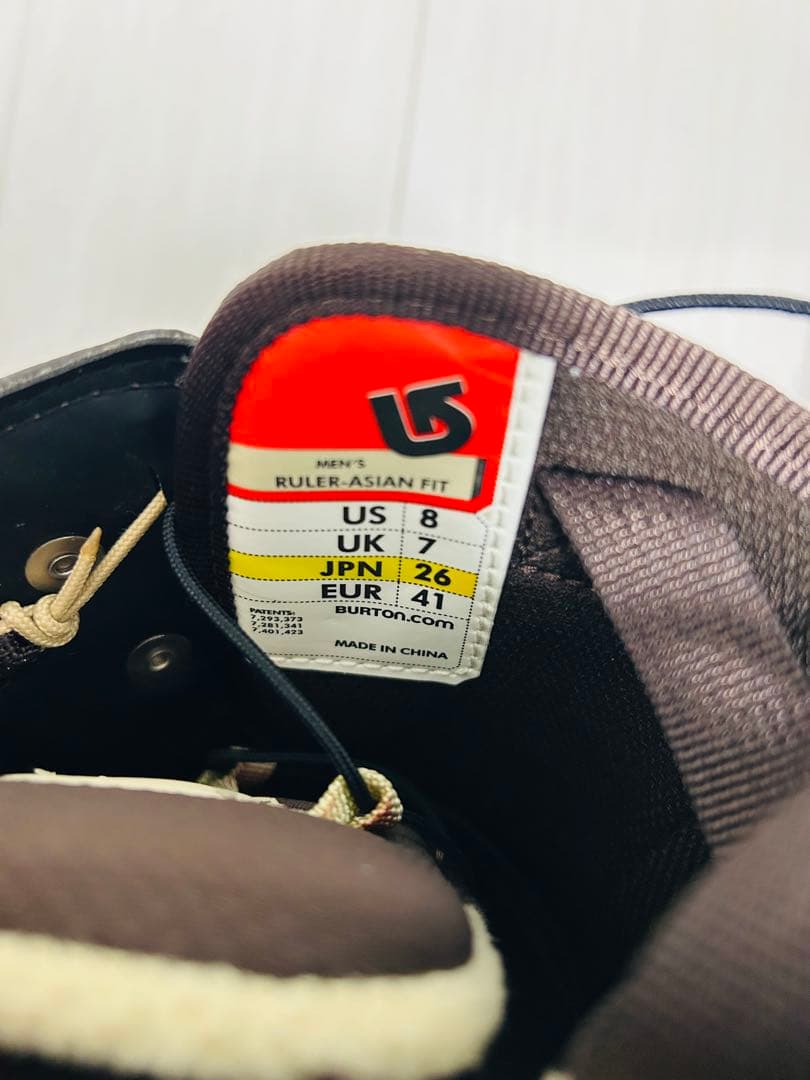 MEN'S
RULER-ASIAN FIT
US 8
UK 7
JPN 26
EUR 41
BURTON.COM
PATENTS:
7,293,373
7,281,341
7,401,423
MADE IN CHINA